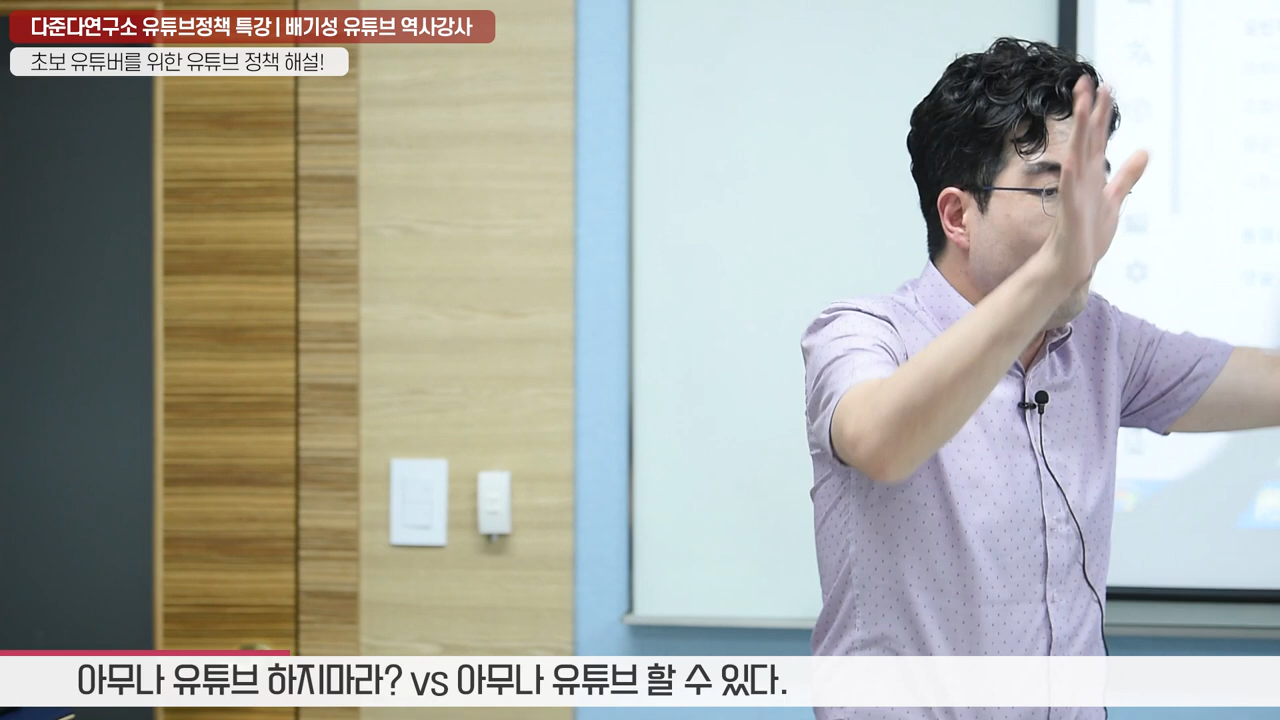 다준다연구소 유튜브정책 특강 | 배기성 유튜브 역사강사
초보 유튜버를 위한 유튜브 정책 해설!
아무나 유튜브 하지마라? vs 아무나 유튜브 할 수 있다.